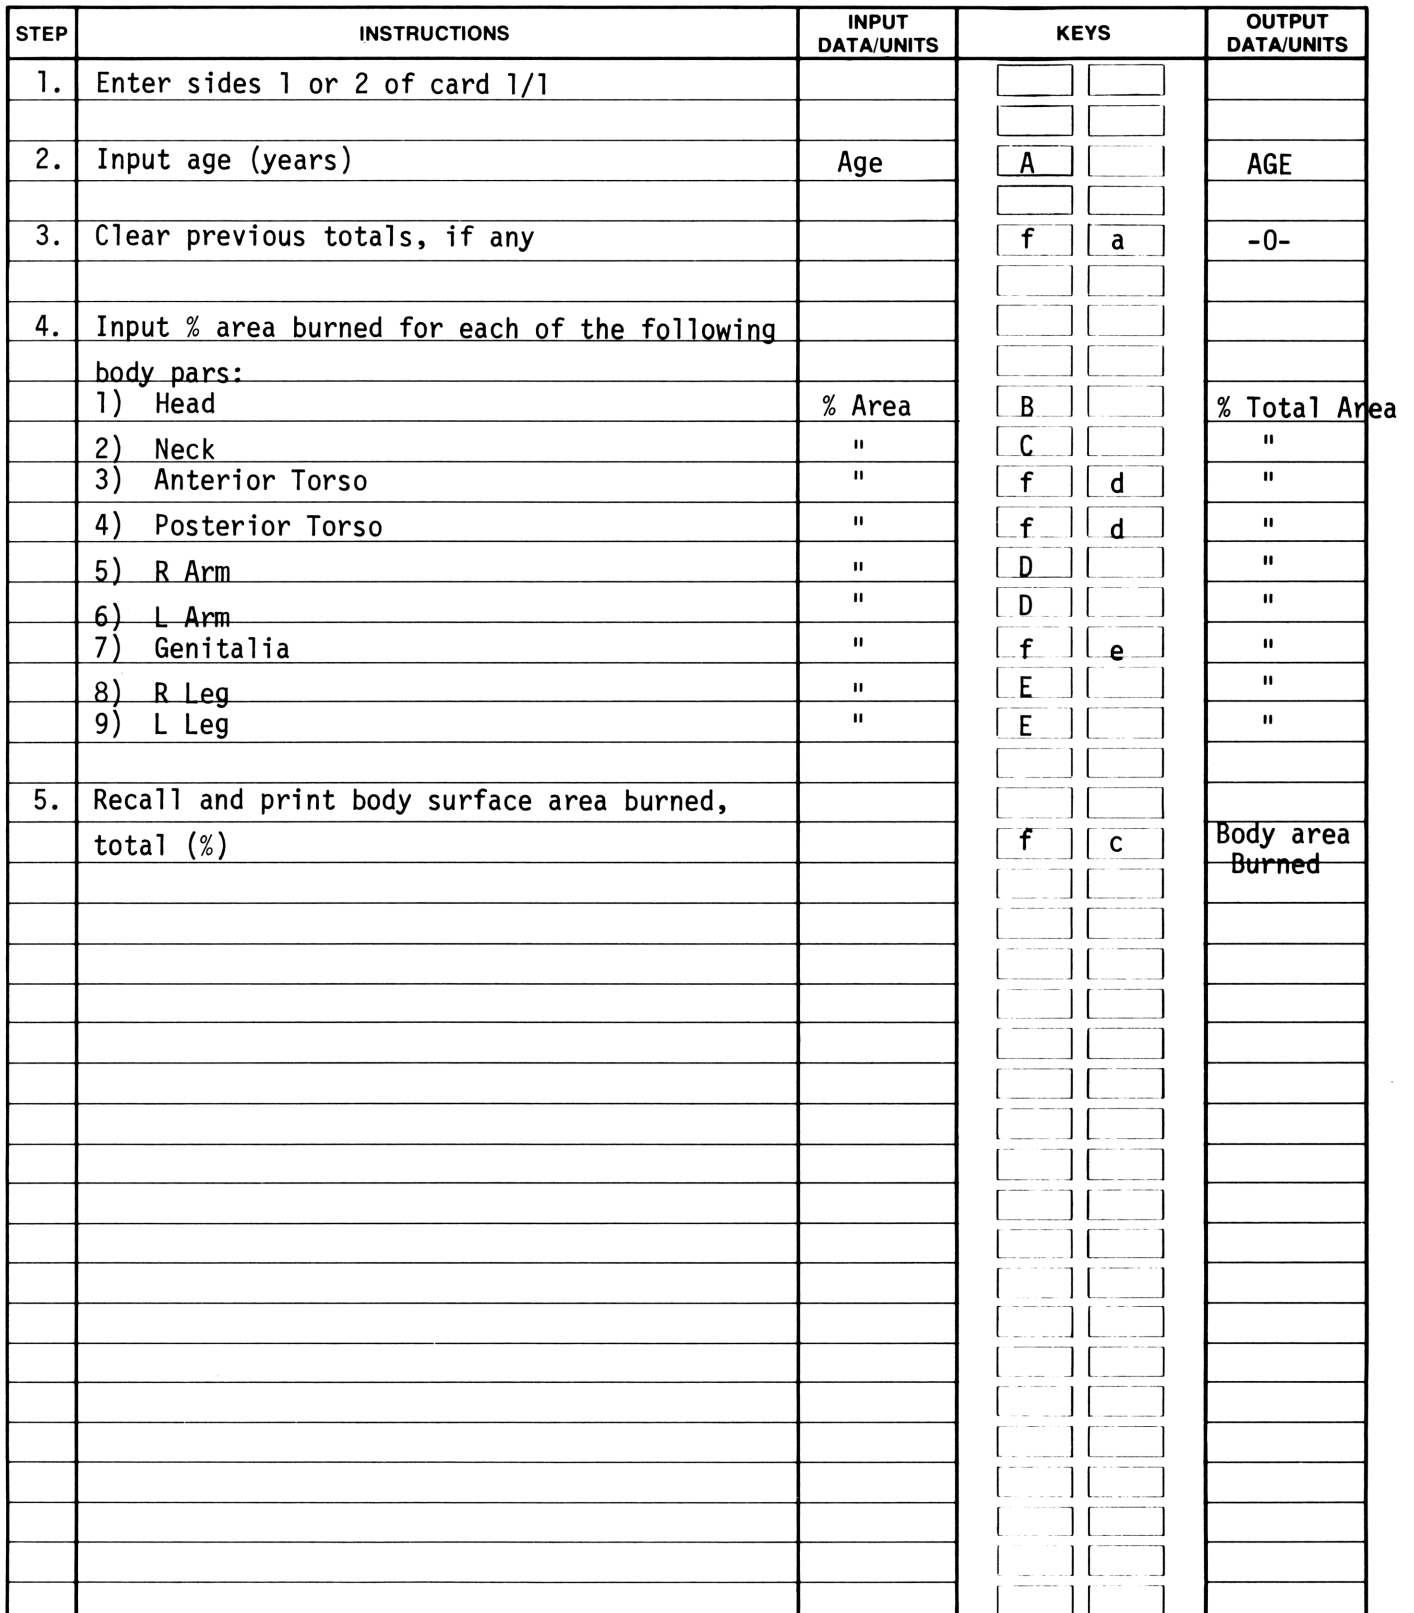 STEP INSTRUCTIONS INPUT DATA/UNITS KEYS OUTPUT DATA/UNITS
1. Enter sides 1 or 2 of card 1/1
2. Input age (years) Age A AGE
3. Clear previous totals, if any f a -0-
4. Input % area burned for each of the following
body pars:
1) Head % Area B % Total Area
2) Neck " C "
3) Anterior Torso " f d "
4) Posterior Torso " f d "
5) R Arm " D "
6) L Arm " D "
7) Genitalia " f e "
8) R Leg " E "
9) L Leg " E "
5. Recall and print body surface area burned,
total (%) f c Body area
Burned